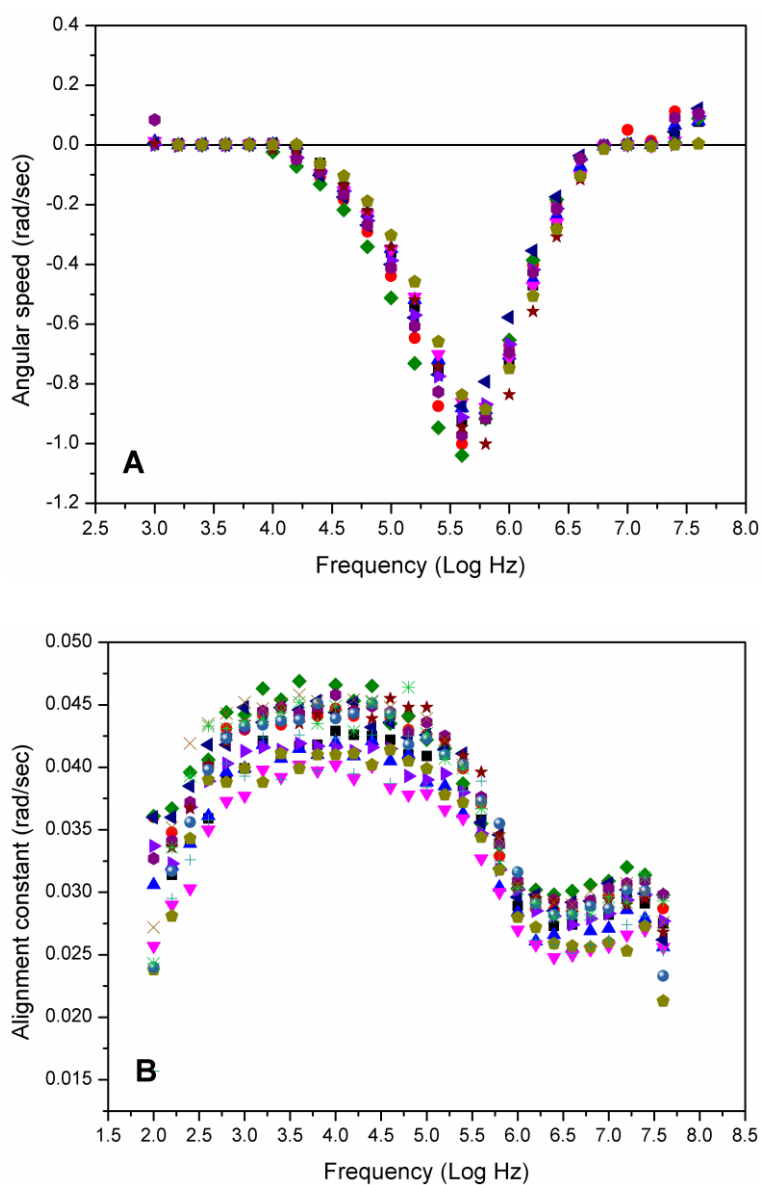 0.4
0.2
0.0
-0.2
-0.4
-0.6
-0.8
-1.0
-1.2
Angular speed (rad/sec)
A
2.5 3.0 3.5 4.0 4.5 5.0 5.5 6.0 6.5 7.0 7.5 8.0
Frequency (Log Hz)
0.050
0.045
0.040
0.035
0.030
0.025
0.020
0.015
Alignment constant (rad/sec)
B
1.5 2.0 2.5 3.0 3.5 4.0 4.5 5.0 5.5 6.0 6.5 7.0 7.5 8.0 8.5
Frequency (Log Hz)